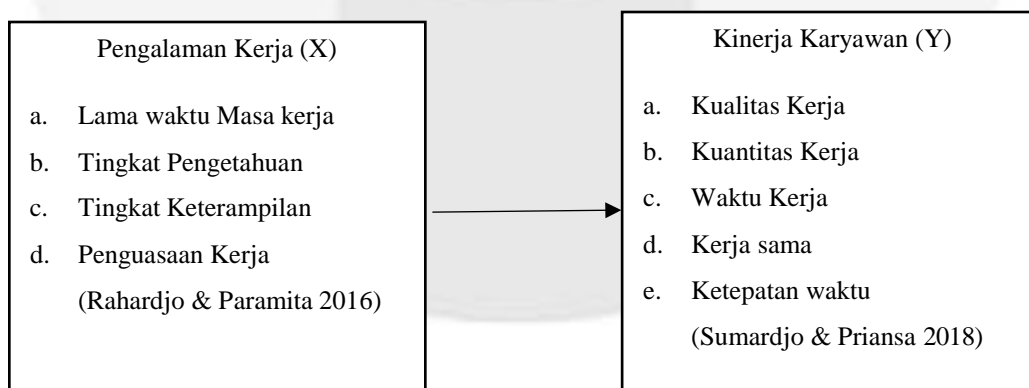 Pengalaman Kerja (X)
a. Lama waktu Masa kerja
b. Tingkat Pengetahuan
c. Tingkat Keterampilan
d. Penguasaan Kerja
(Rahardjo & Paramita 2016)
Kinerja Karyawan (Y)
a. Kualitas Kerja
b. Kuantitas Kerja
c. Waktu Kerja
d. Kerja sama
e. Ketepatan waktu
(Sumardjo & Priansa 2018)